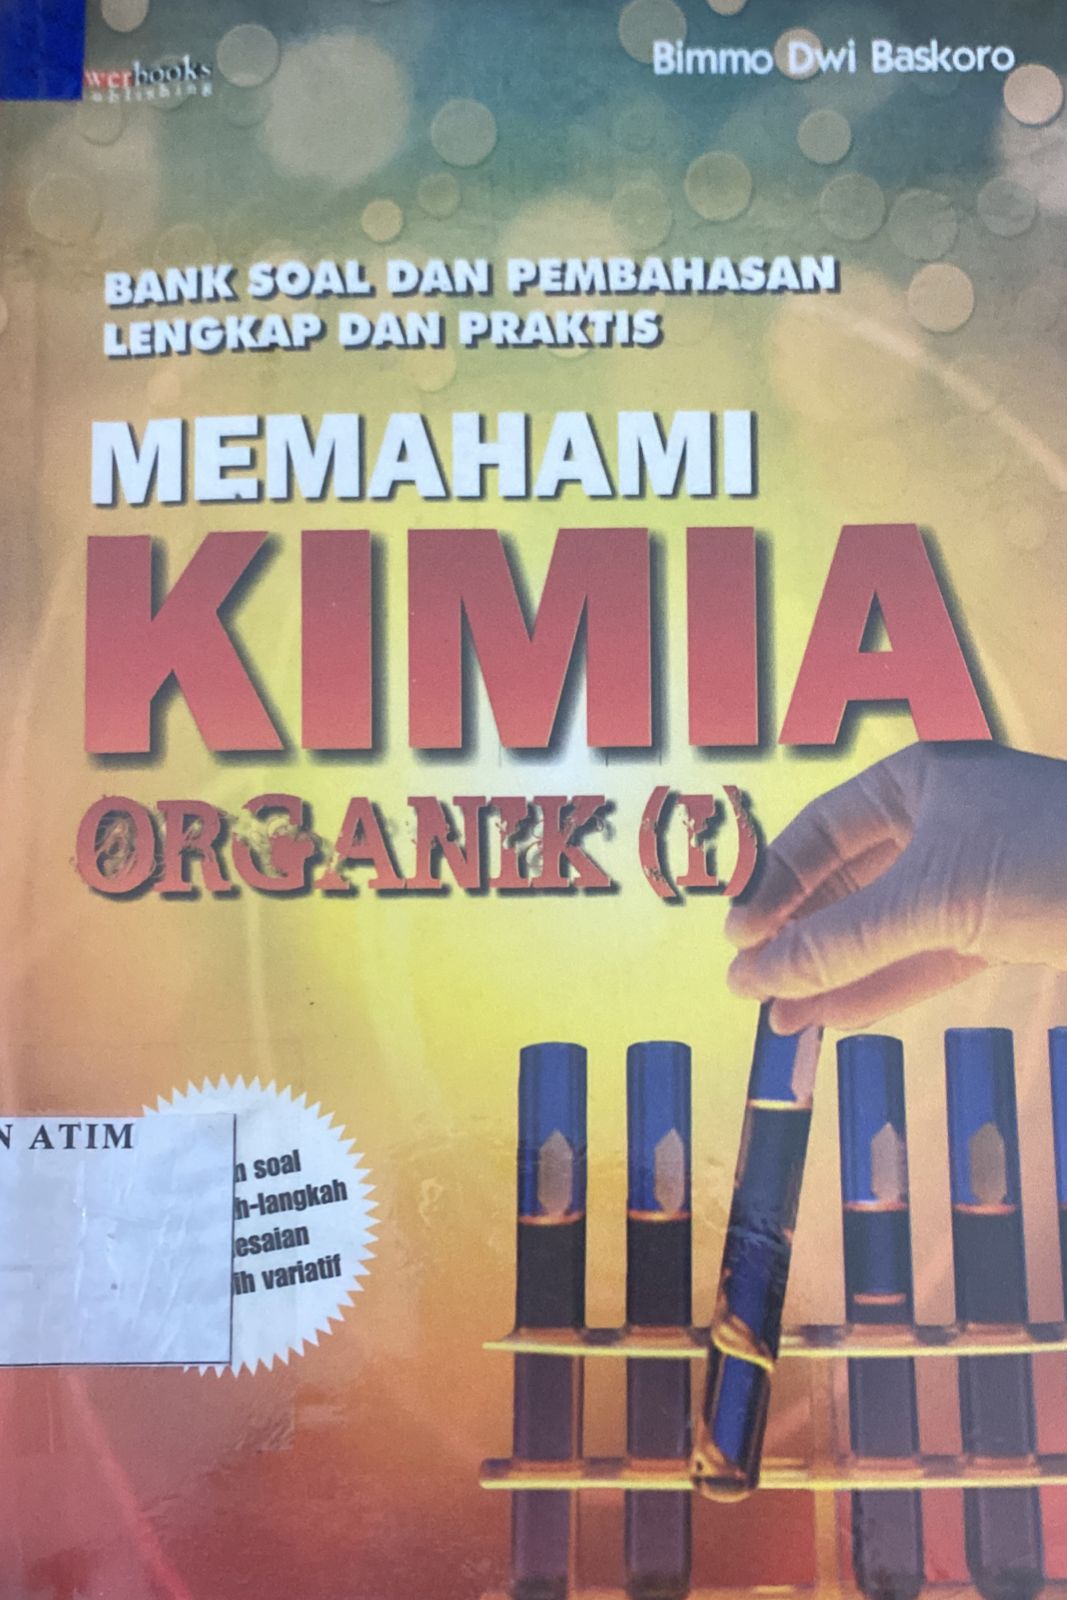 werbooks
Bimmo Dwi Baskoro
BANK SOAL DAN PEMBAHASAN
LENGKAP DAN PRAKTIS
MEMAHAMI
KIMIA
ORGANIK (I)
N ATIM
n soal
h-langkah
esaian
ih variatif